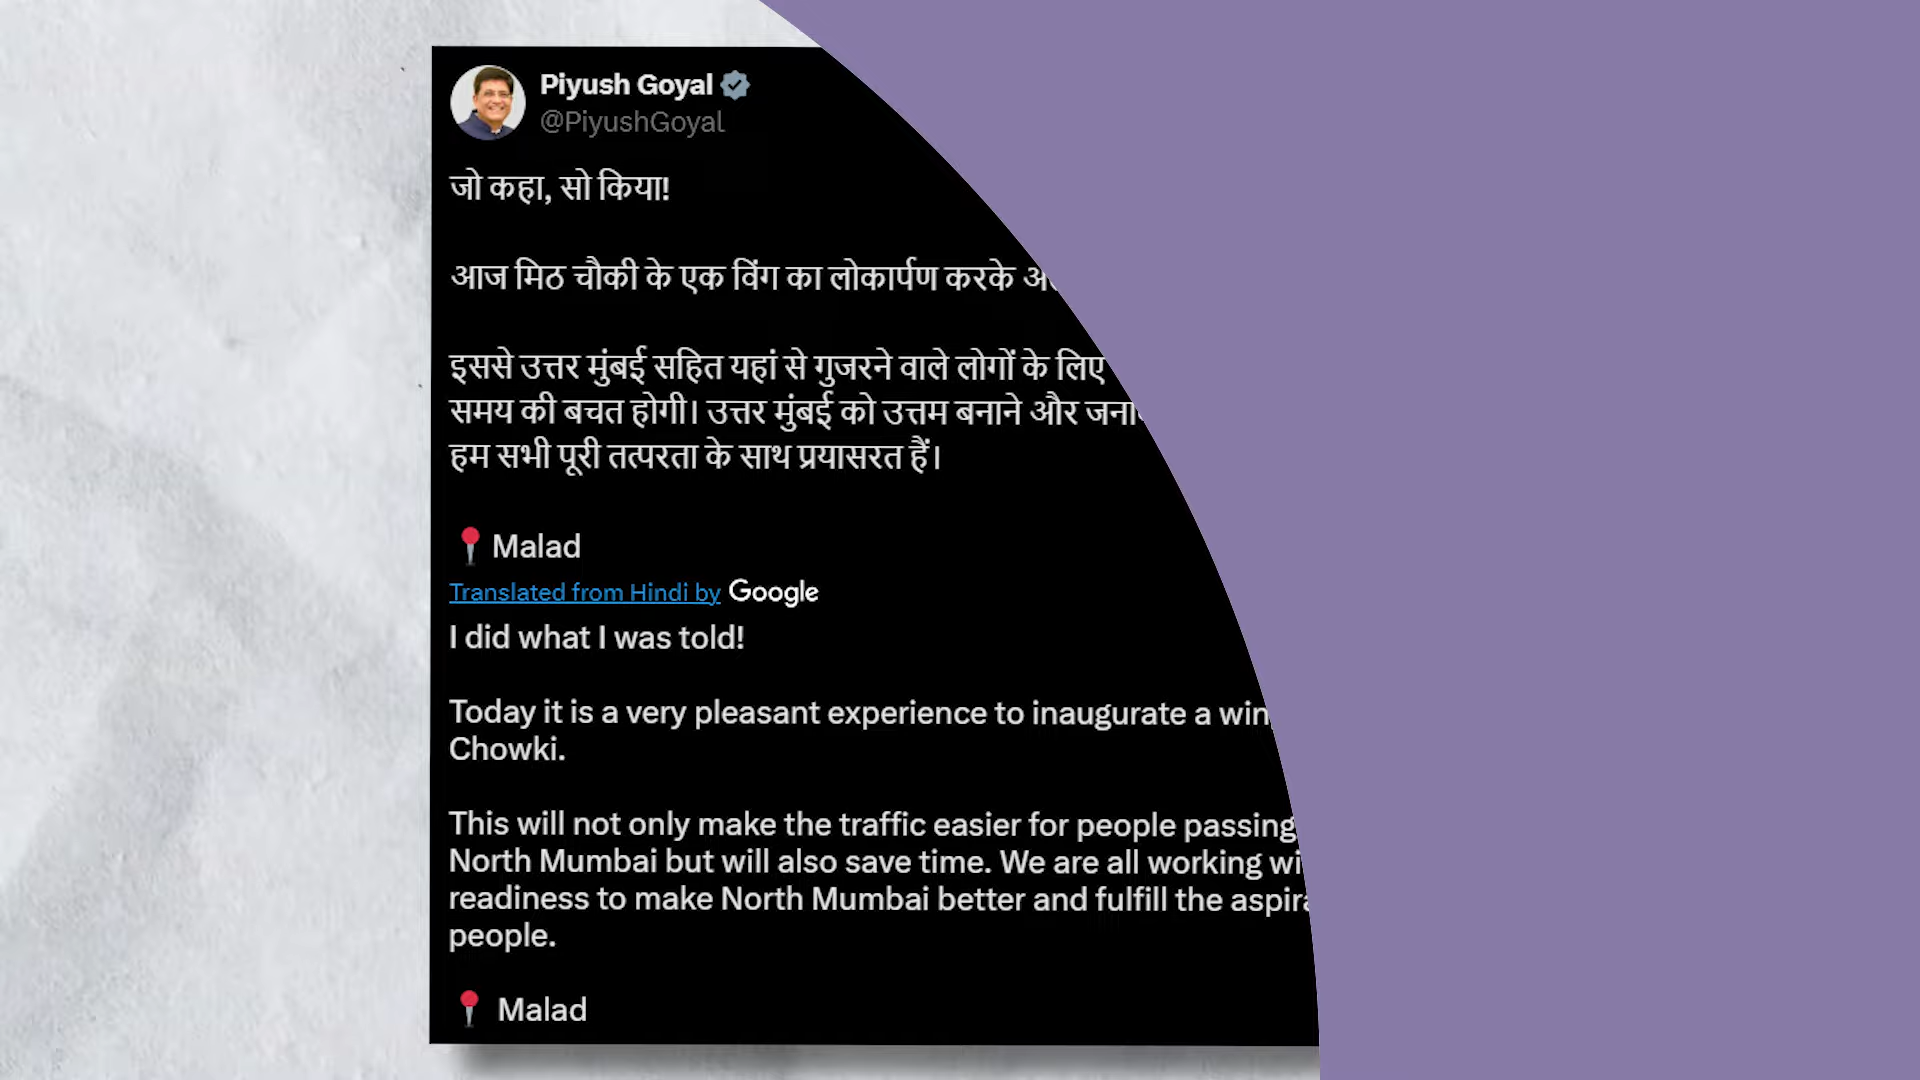 Piyush Goyal
@PiyushGoyal
जो कहा, सो किया!
आज मिठ चौकी के एक विंग का लोकार्पण करके
इससे उत्तर मुंबई सहित यहां से गुजरने वाले लोगों के लिए
समय की बचत होगी। उत्तर मुंबई को उत्तम बनाने और
हम सभी पूरी तत्परता के साथ प्रयासरत हैं।
Malad
Translated from Hindi by Google
I did what I was told!
Today it is a very pleasant experience to inaugurate a
Chowki.
This will not only make the traffic easier for people passing
North Mumbai but will also save time. We are all working
readiness to make North Mumbai better and fulfill the
people.
Malad